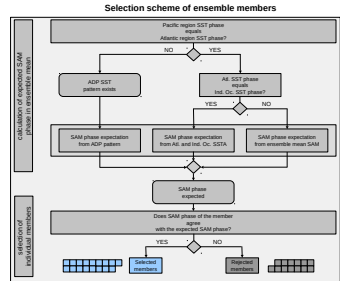 Selection scheme of ensemble members
calculation of expected SAM
phase in ensemble mean
Pacific region SST phase
equals
Atlantic region SST phase?
NO
YES
ADP SST
pattern exists
Atl. SST phase
equals
Ind. Oc. SST phase?
YES
NO
SAM phase expectation
from ADP pattern
SAM phase expectation
from Atl. and Ind. Oc. SSTA
SAM phase expectation
from ensemble mean SAM
SAM phase
expected
selection of
individual members
Does SAM phase of the member
agree
with the expected SAM phase?
YES
NO
Selected
members
Rejected
members